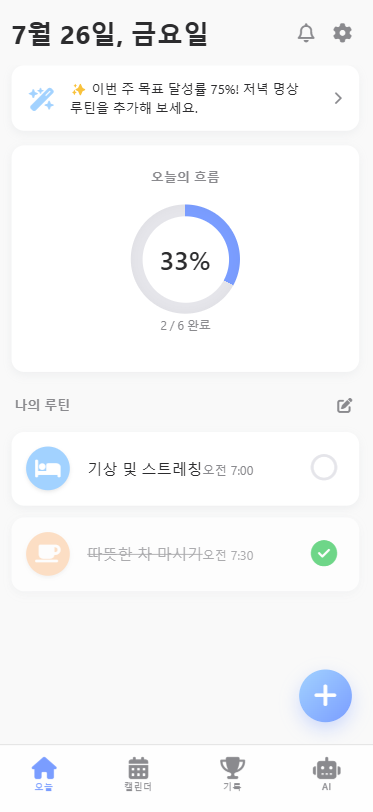 7월 26일, 금요일
✨ 이번 주 목표 달성률 75%! 저녁 명상
루틴을 추가해 보세요.
오늘의 흐름
33%
2 / 6 완료
나의 루틴
기상 및 스트레칭오전 7:00
따뜻한 차 마시기오전 7:30
오늘
캘린더
기록
AI